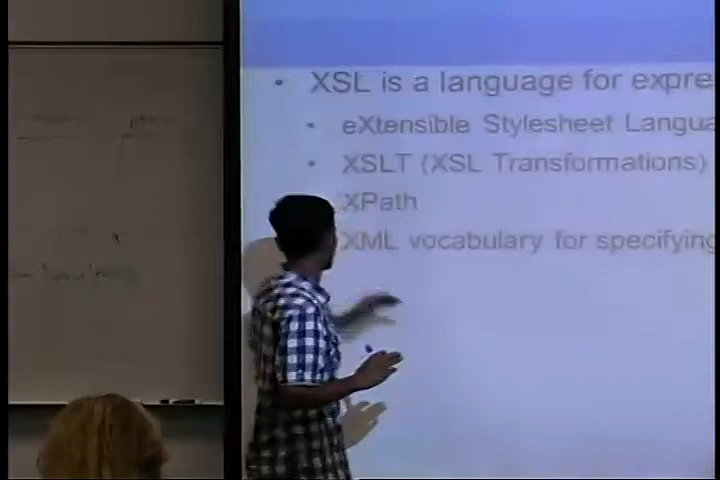 • XSL is a language for expre
• eXtensible Stylesheet Langua
• XSLT (XSL Transformations)
XPath
XML vocabulary for specifying